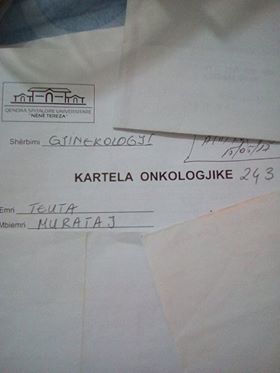 QENDRA SPITALORE UNIVERSITARE
"NËNË TEREZA"
Shërbimi GJINEKOLOGJI
KARTELA ONKOLOGJIKE 243
Emri TEUTA
Mbiemri MURATAJ